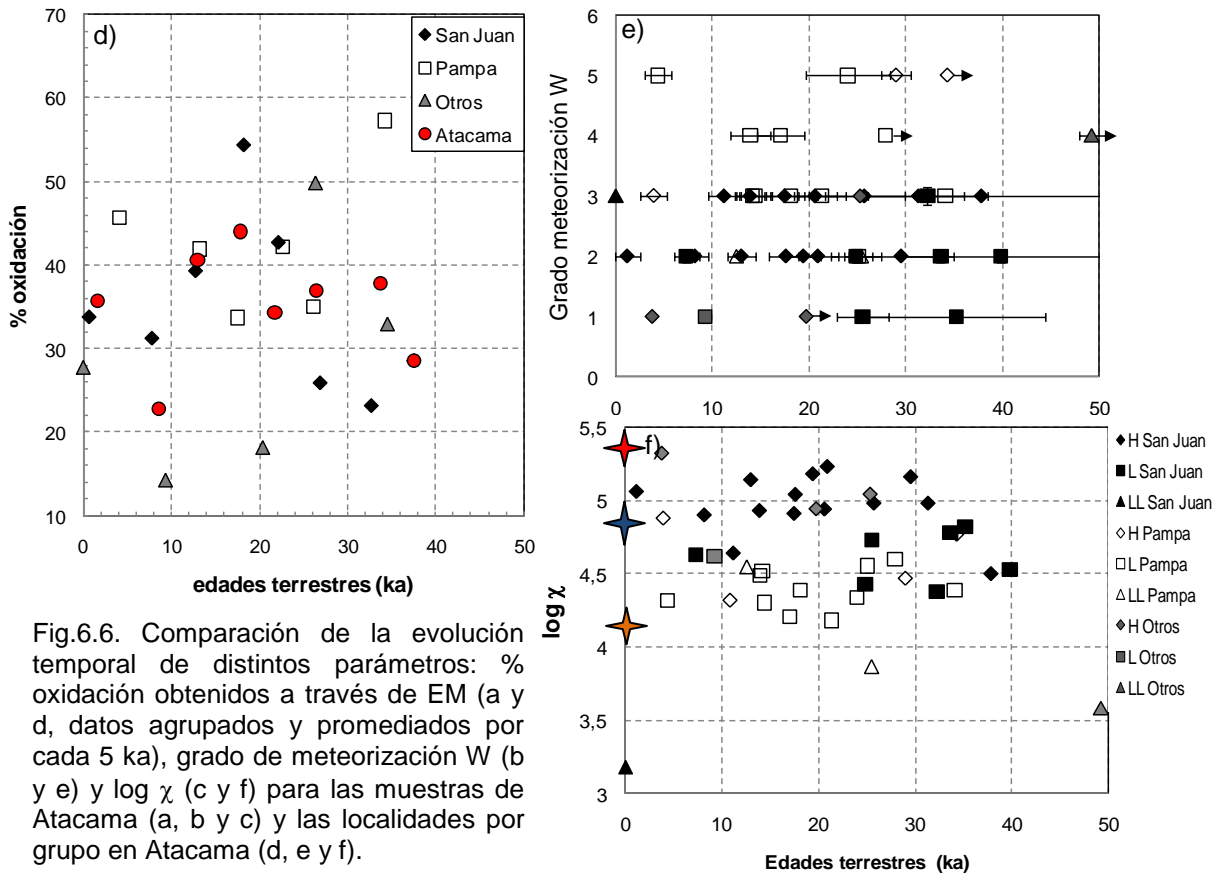 d)
70
60
50
40
30
20
10
% oxidación
San Juan
Pampa
Otros
Atacama
0 10 20 30 40 50
edades terrestres (ka)
e)
6
5
4
3
2
1
0
Grado meteorización W
0 10 20 30 40 50
f)
5,5
5
4,5
4
3,5
3
log χ
H San Juan
L San Juan
LL San Juan
H Pampa
L Pampa
LL Pampa
H Otros
L Otros
LL Otros
0 10 20 30 40 50
Edades terrestres (ka)
Fig.6.6. Comparación de la evolución
temporal de distintos parámetros: %
oxidación obtenidos a través de EM (a y
d, datos agrupados y promediados por
cada 5 ka), grado de meteorización W (b
y e) y log χ (c y f) para las muestras de
Atacama (a, b y c) y las localidades por
grupo en Atacama (d, e y f).